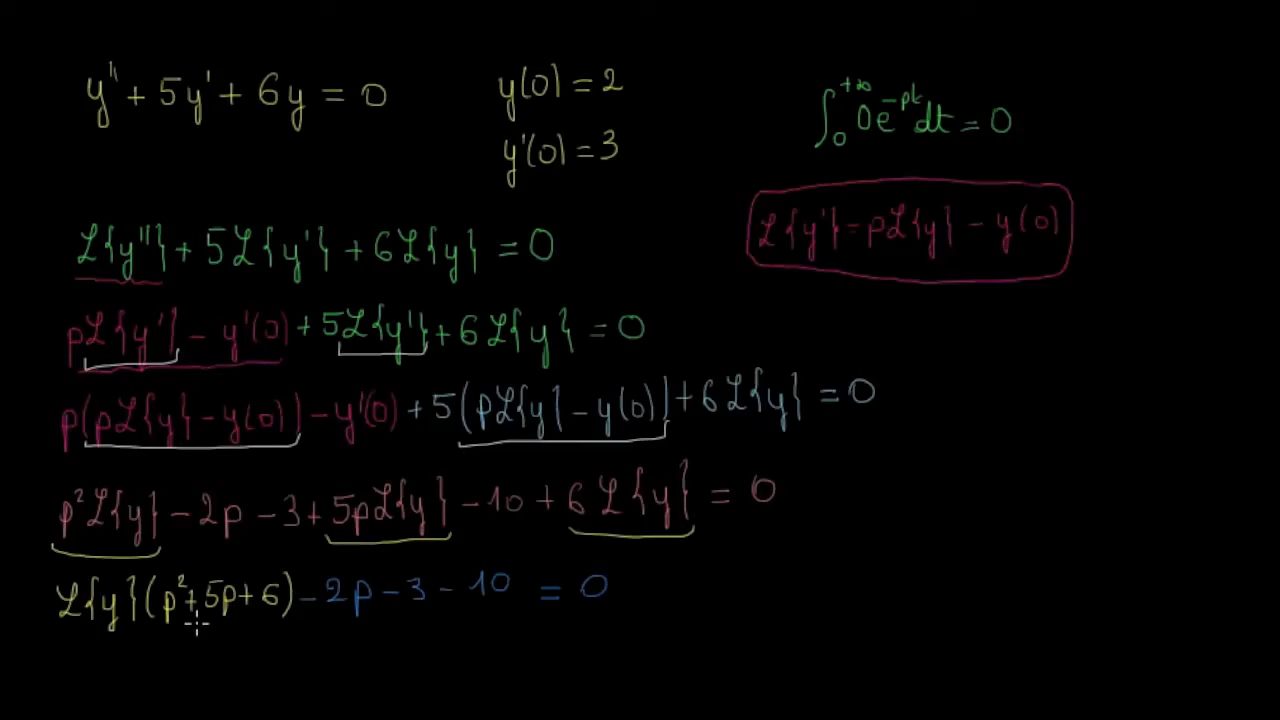 y'' + 5y' + 6y = 0
y(0) = 2
y'(0) = 3
∫₀^{+∞} 0e^{-pt}dt = 0
ℒ{y'} = pℒ{y} - y(0)
ℒ{y''} + 5ℒ{y'} + 6ℒ{y} = 0
pℒ{y'} - y'(0) + 5ℒ{y'} + 6ℒ{y} = 0
p(pℒ{y} - y(0)) - y'(0) + 5(pℒ{y} - y(0)) + 6ℒ{y} = 0
p²ℒ{y} - 2p - 3 + 5pℒ{y} - 10 + 6ℒ{y} = 0
ℒ{y}(p² + 5p + 6) - 2p - 3 - 10 = 0